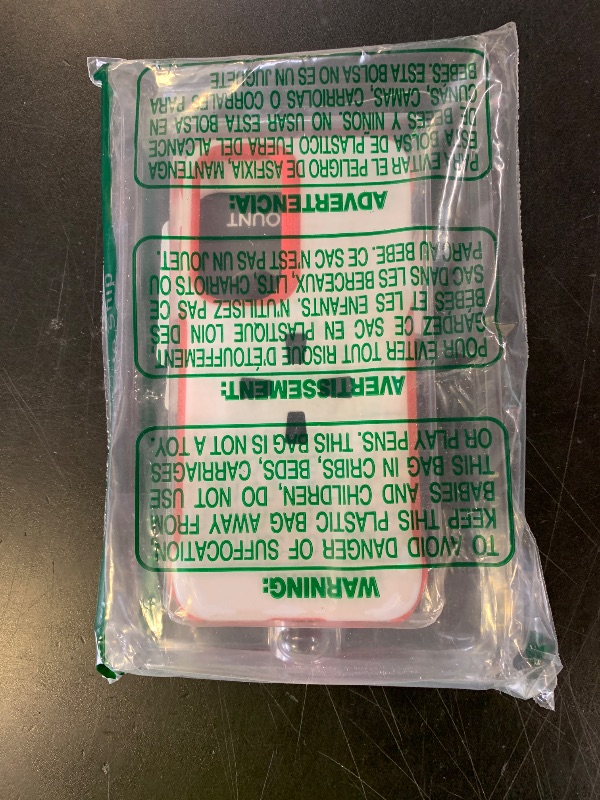 WARNING:
TO AVOID DANGER OF SUFFOCATION
KEEP THIS PLASTIC BAG AWAY FROM
BABIES AND CHILDREN, DO NOT USE
THIS BAG IN CRIBS, BEDS, CARRIAGES
OR PLAY PENS. THIS BAG IS NOT A TOY.
AVERTISSEMENT:
POUR ÉVITER TOUT RISQUE D'ÉTOUFFEMENT
GARDEZ CE SAC EN PLASTIQUE LOIN DES
BEBES ET LES ENFANTS. N'UTILISEZ PAS CE
SAC DANS LES BERCEAUX, LITS, CHARIOTS OU
PARC AU BEBE. CE SAC N'EST PAS UN JOUET.
ADVERTENCIA:
PARA EVITAR EL PELIGRO DE ASFIXIA, MANTENGA
ESTA BOLSA DE PLASTICO FUERA DEL ALCANCE
DE BEBES Y NINOS. NO USAR ESTA BOLSA EN
CUNAS, CAMAS, CARRIOLAS O CORRALES PARA
BEBES. ESTA BOLSA NO ES UN JUGUETE
OUNT